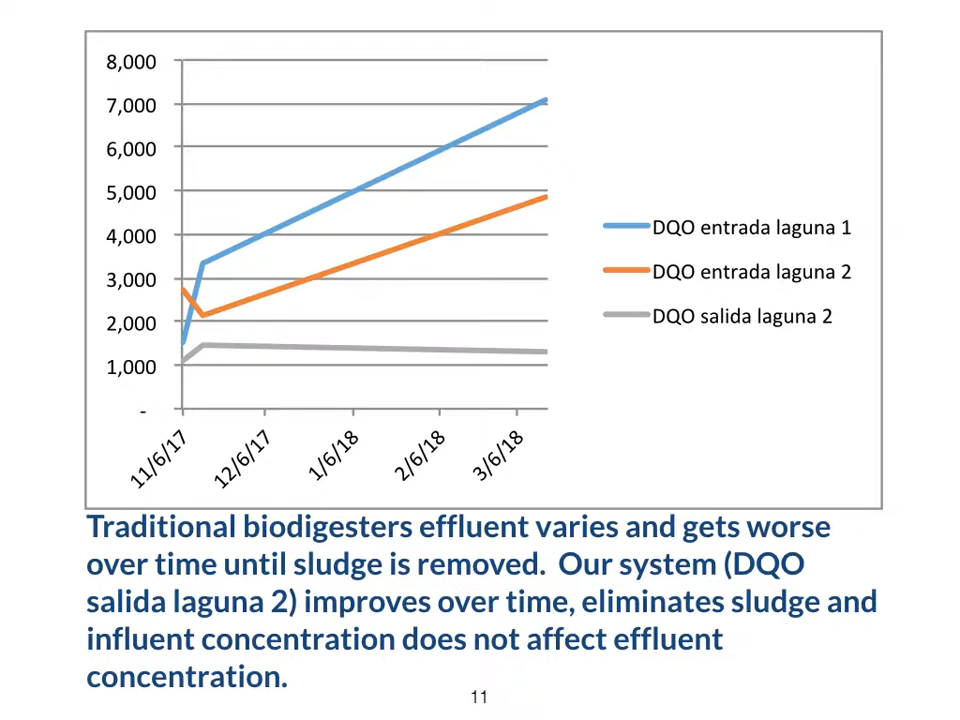 8,000
7,000
6,000
5,000
4,000
3,000
2,000
1,000
-
11/6/17
12/6/17
1/6/18
2/6/18
3/6/18
DQO entrada laguna 1
DQO entrada laguna 2
DQO salida laguna 2
Traditional biodigesters effluent varies and gets worse
over time until sludge is removed.  Our system (DQO
salida laguna 2) improves over time, eliminates sludge and
influent concentration does not affect effluent
concentration.
11